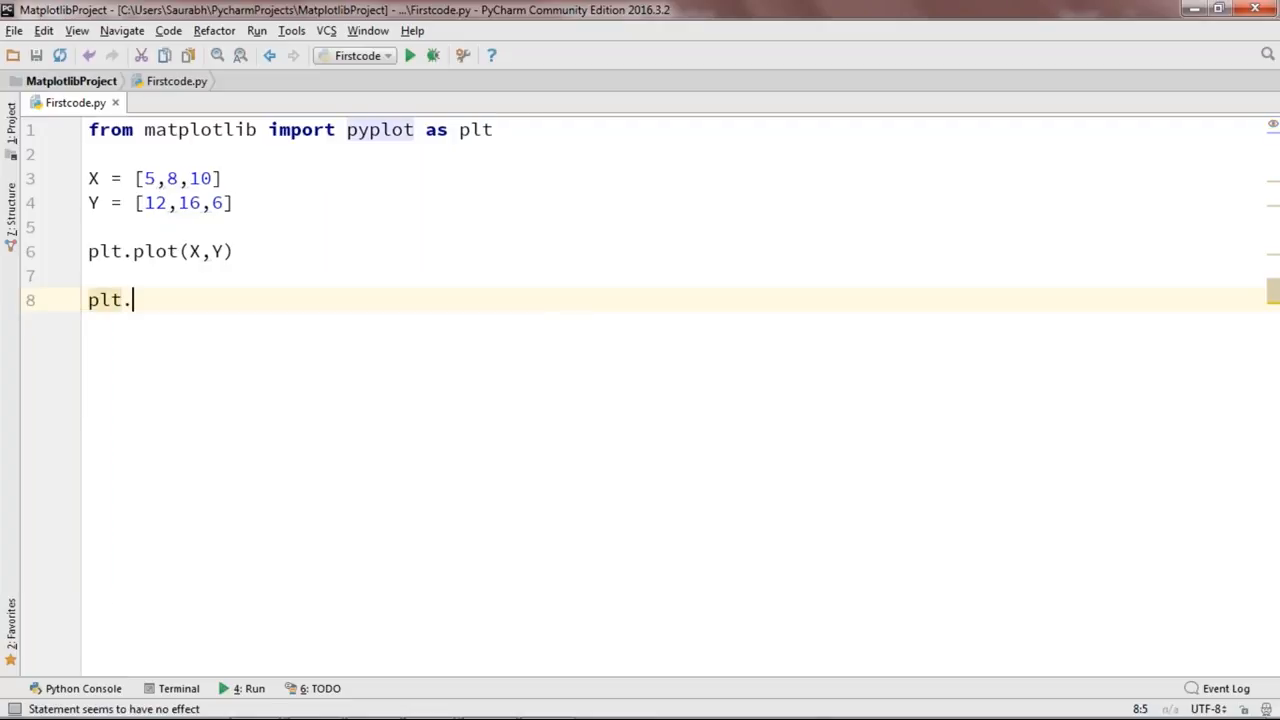 MatplotlibProject - [C:\Users\Saurabh\PycharmProjects\MatplotlibProject] - ...\Firstcode.py - PyCharm Community Edition 2016.3.2
File Edit View Navigate Code Refactor Run Tools VCS Window Help
Firstcode
MatplotlibProject Firstcode.py
Firstcode.py
1: Project
Z: Structure
2: Favorites
1 from matplotlib import pyplot as plt
2
3 X = [5,8,10]
4 Y = [12,16,6]
5
6 plt.plot(X,Y)
7
8 plt.
Python Console Terminal 4: Run 6: TODO Event Log
Statement seems to have no effect 8:5 n/a UTF-8